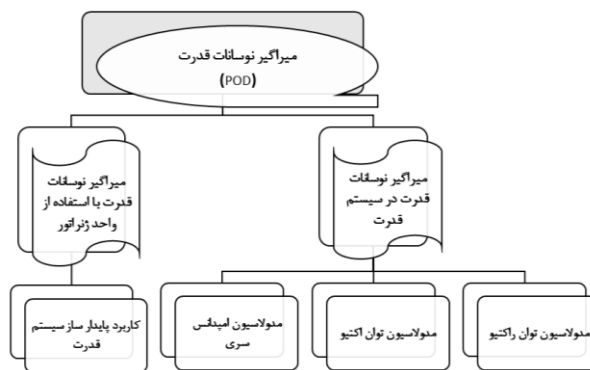 میراگیر نوسانات قدرت
(POD)
میراگیر نوسانات
قدرت در سیستم
قدرت
میراگیر نوسانات
قدرت با استفاده از
واحد ژنراتور
مدولاسیون توان راکتیو
مدولاسیون توان اکتیو
مدولاسیون امپدانس
سری
کاربرد پایدار ساز سیستم
قدرت